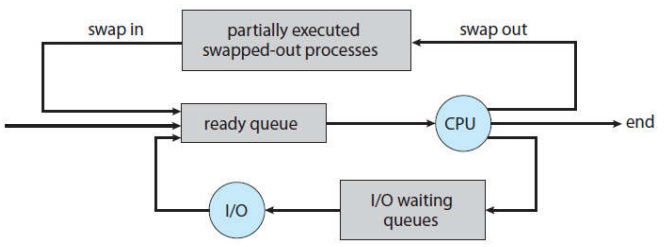 swap in
partially executed
swapped-out processes
swap out
ready queue
CPU
end
I/O
I/O waiting
queues